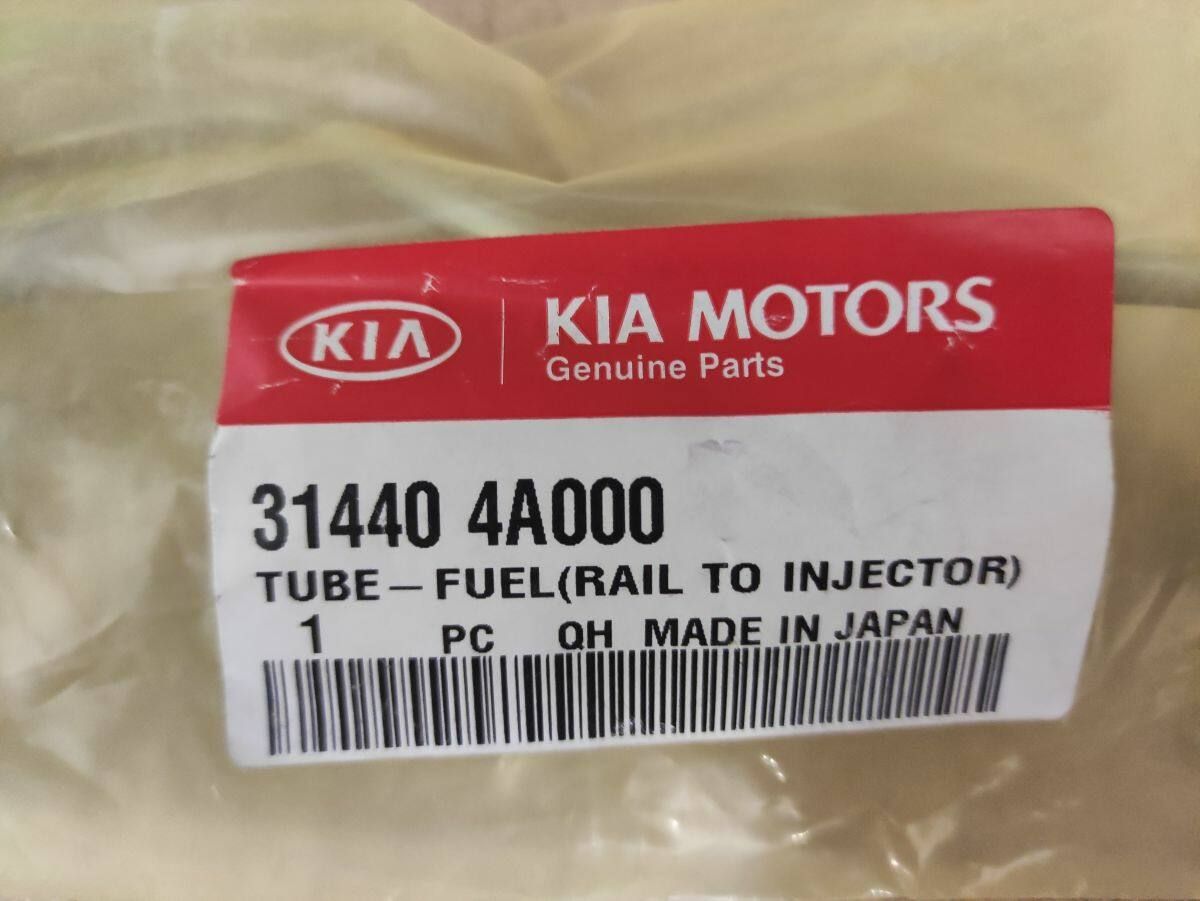 KIA
KIA MOTORS
Genuine Parts
31440 4A000
TUBE-FUEL(RAIL TO INJECTOR)
1 PC QH MADE IN JAPAN